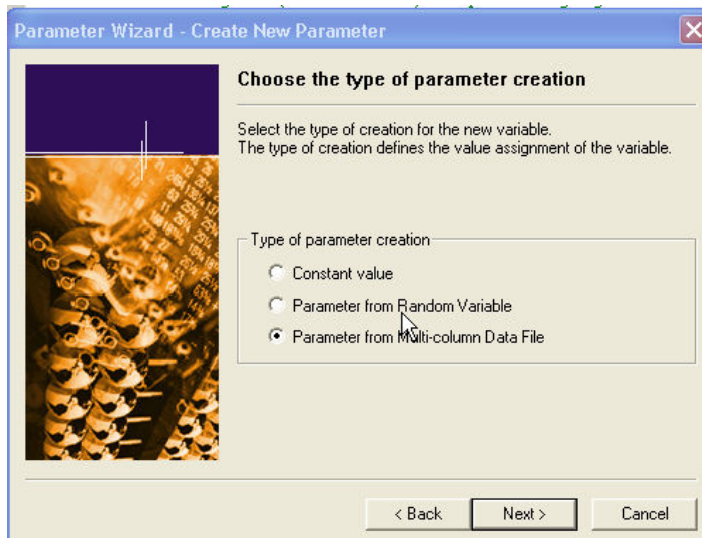 Parameter Wizard - Create New Parameter
Choose the type of parameter creation
Select the type of creation for the new variable.
The type of creation defines the value assignment of the variable.
Type of parameter creation
Constant value
Parameter from Random Variable
Parameter from Multi-column Data File
< Back
Next >
Cancel